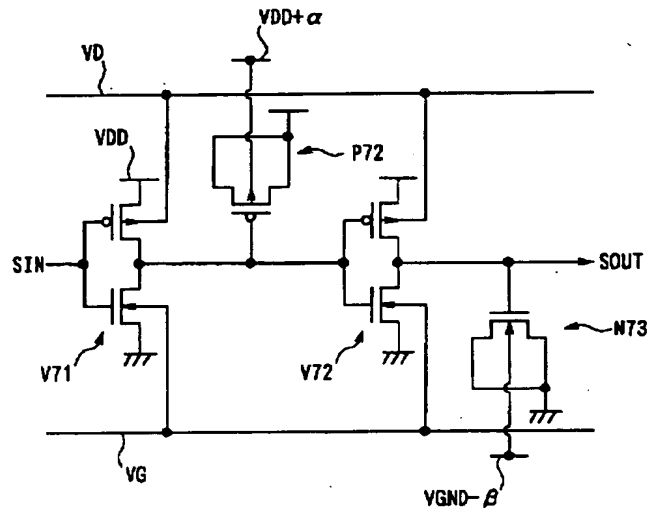 VDD+α
VD
VDD
P72
SIN
SOUT
V71
V72
N73
VG
VGND-β